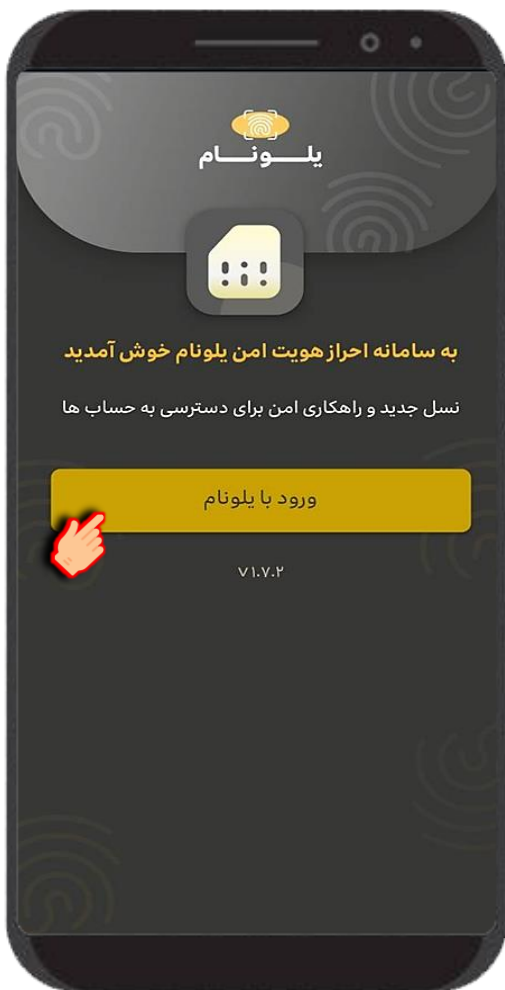 یلــونــام
به سامانه احراز هویت امن یلونام خوش آمدید
نسل جدید و راهکاری امن برای دسترسی به حساب ها
ورود با یلونام
V۱.۷.۲